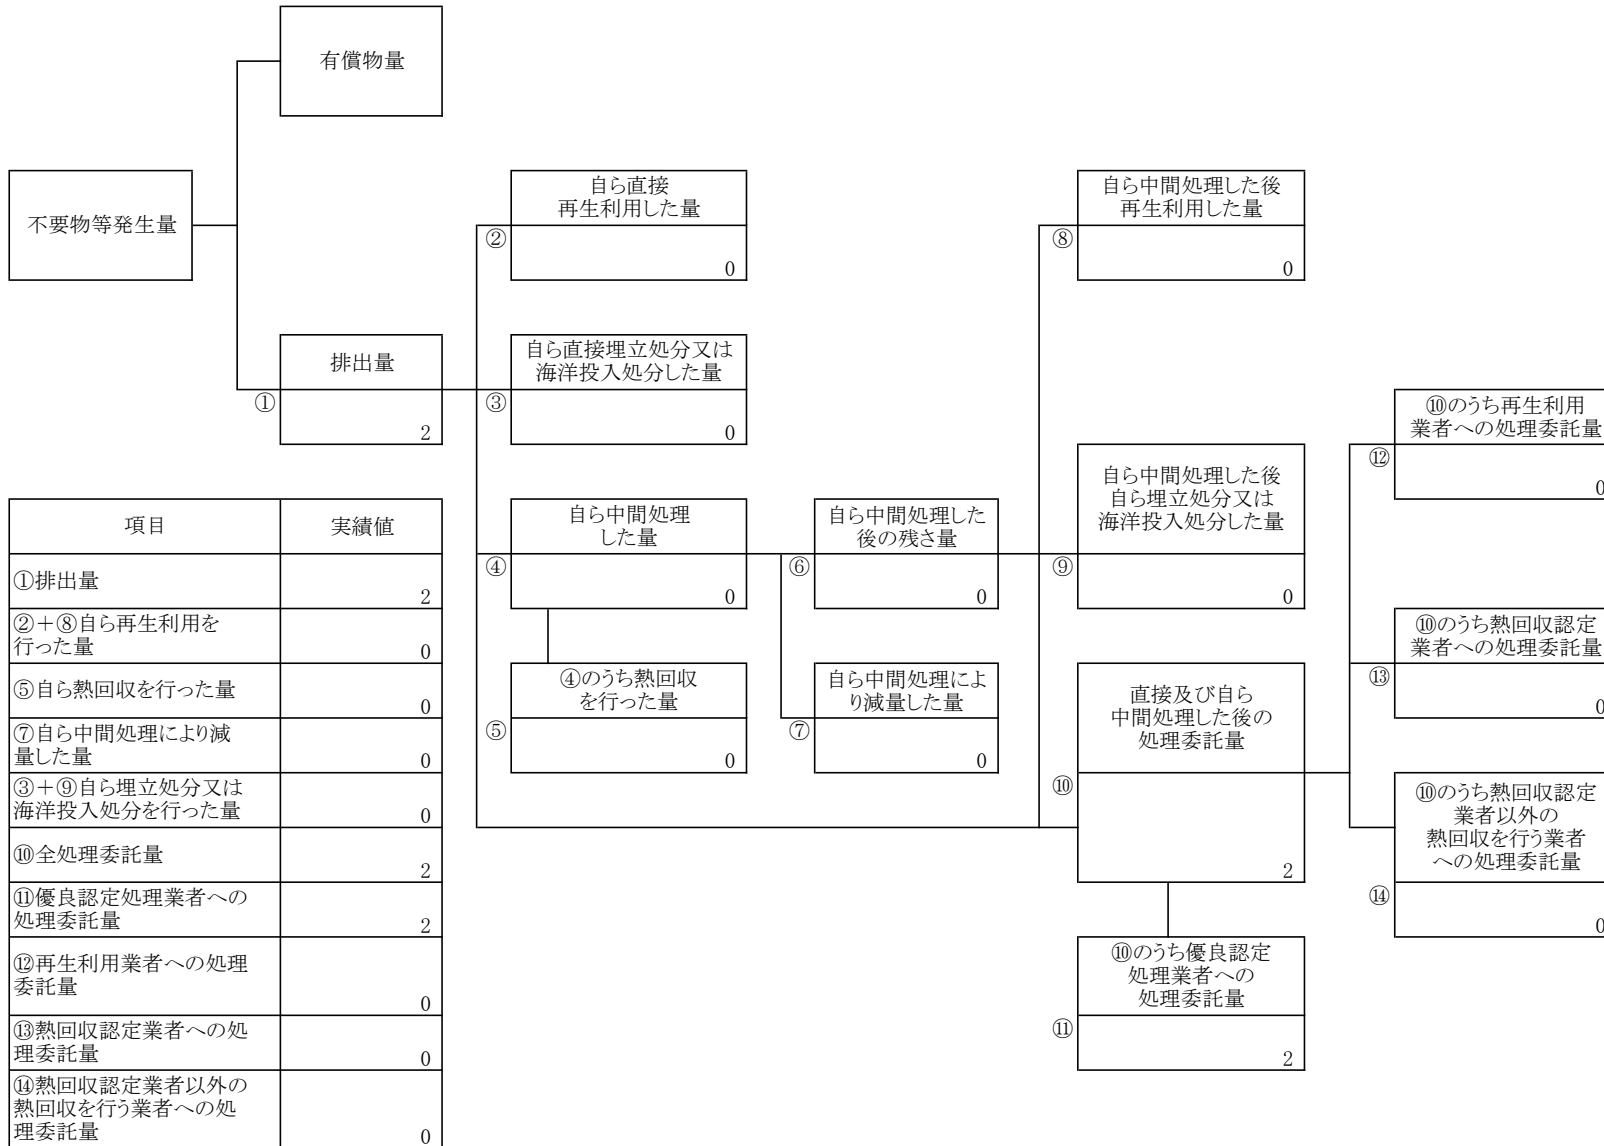 有償物量
不要物等発生量
自ら直接
再生利用した量
②
0
自ら中間処理した後
再生利用した量
⑧
0
排出量
①
2
自ら直接埋立処分又は
海洋投入処分した量
③
0
⑩のうち再生利用
業者への処理委託量
⑫
0
自ら中間処理
した量
④
0
自ら中間処理した
後の残さ量
⑥
0
自ら中間処理した後
自ら埋立処分又は
海洋投入処分した量
⑨
0
⑩のうち熱回収認定
業者への処理委託量
⑬
0
④のうち熱回収
を行った量
⑤
0
自ら中間処理によ
り減量した量
⑦
0
直接及び自ら
中間処理した後の
処理委託量
⑩
2
⑩のうち熱回収認定
業者以外の
熱回収を行う業者
への処理委託量
⑭
0
⑩のうち優良認定
処理業者への
処理委託量
⑪
2
項目 実績値
①排出量
2
②+⑧自ら再生利用を
行った量
0
⑤自ら熱回収を行った量
0
⑦自ら中間処理により減
量した量
0
③+⑨自ら埋立処分又は
海洋投入処分を行った量
0
⑩全処理委託量
2
⑪優良認定処理業者への
処理委託量
2
⑫再生利用業者への処理
委託量
0
⑬熱回収認定業者への処
理委託量
0
⑭熱回収認定業者以外の
熱回収を行う業者への処
理委託量
0